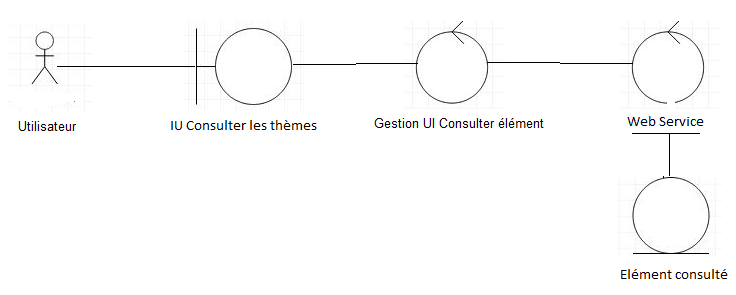 Utilisateur
IU Consulter les thèmes
Gestion UI Consulter élément
Web Service
Elément consulté